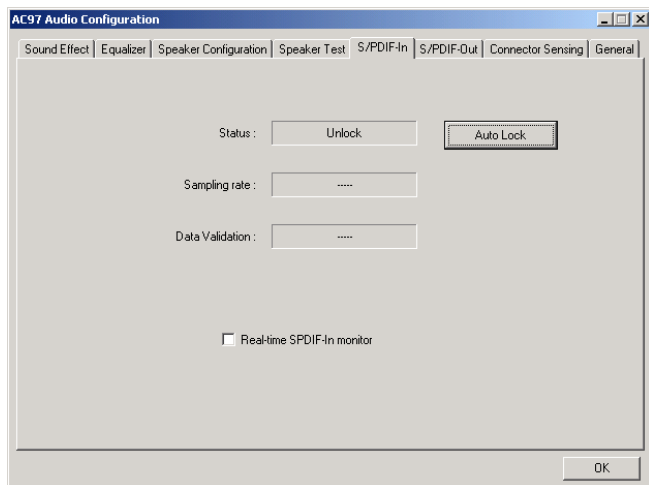 AC97 Audio Configuration
Sound Effect Equalizer Speaker Configuration Speaker Test S/PDIF-In S/PDIF-Out Connector Sensing General
Status : Unlock Auto Lock
Sampling rate : -----
Data Validation : -----
Real-time SPDIF-In monitor
OK